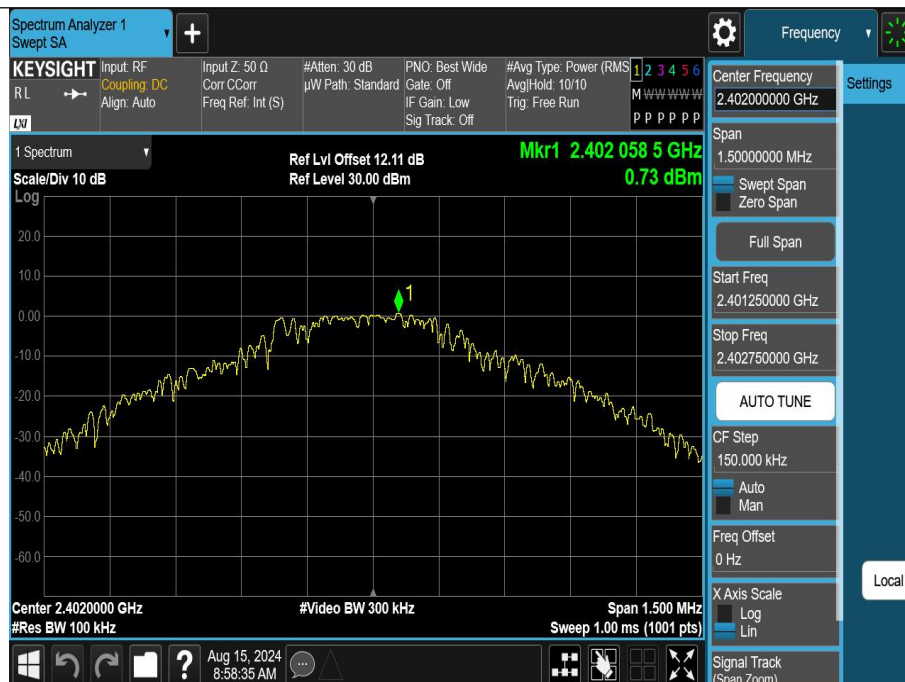 Spectrum Analyzer 1
Swept SA
Frequency
KEYSIGHT
RL
LXI
Input: RF
Coupling: DC
Align: Auto
Input Z: 50 Ω
Corr CCorr
Freq Ref: Int (S)
#Atten: 30 dB
µW Path: Standard
PNO: Best Wide
Gate: Off
IF Gain: Low
Sig Track: Off
#Avg Type: Power (RMS
Avg|Hold: 10/10
Trig: Free Run
1 2 3 4 5 6
M W W W W W
P P P P P P
1 Spectrum
Scale/Div 10 dB
Log
Ref Lvl Offset 12.11 dB
Ref Level 30.00 dBm
Mkr1 2.402 058 5 GHz
0.73 dBm
20.0
10.0
0.00
-10.0
-20.0
-30.0
-40.0
-50.0
-60.0
1
Center 2.4020000 GHz
#Res BW 100 kHz
#Video BW 300 kHz
Span 1.500 MHz
Sweep 1.00 ms (1001 pts)
Aug 15, 2024
8:58:35 AM
Center Frequency
2.402000000 GHz
Span
1.50000000 MHz
Swept Span
Zero Span
Full Span
Start Freq
2.401250000 GHz
Stop Freq
2.402750000 GHz
AUTO TUNE
CF Step
150.000 kHz
Auto
Man
Freq Offset
0 Hz
X Axis Scale
Log
Lin
Signal Track
(Span Zoom)
Settings
Local